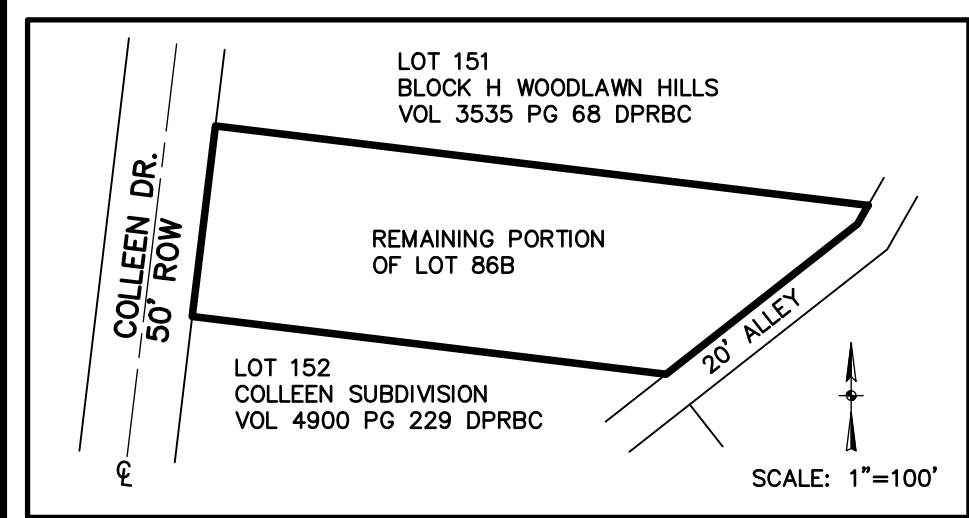 LOT 151
BLOCK H WOODLAWN HILLS
VOL 3535 PG 68 DPRBC
COLLEEN DR.
50' ROW
REMAINING PORTION
OF LOT 86B
20' ALLEY
LOT 152
COLLEEN SUBDIVISION
VOL 4900 PG 229 DPRBC
℄
SCALE: 1"=100'